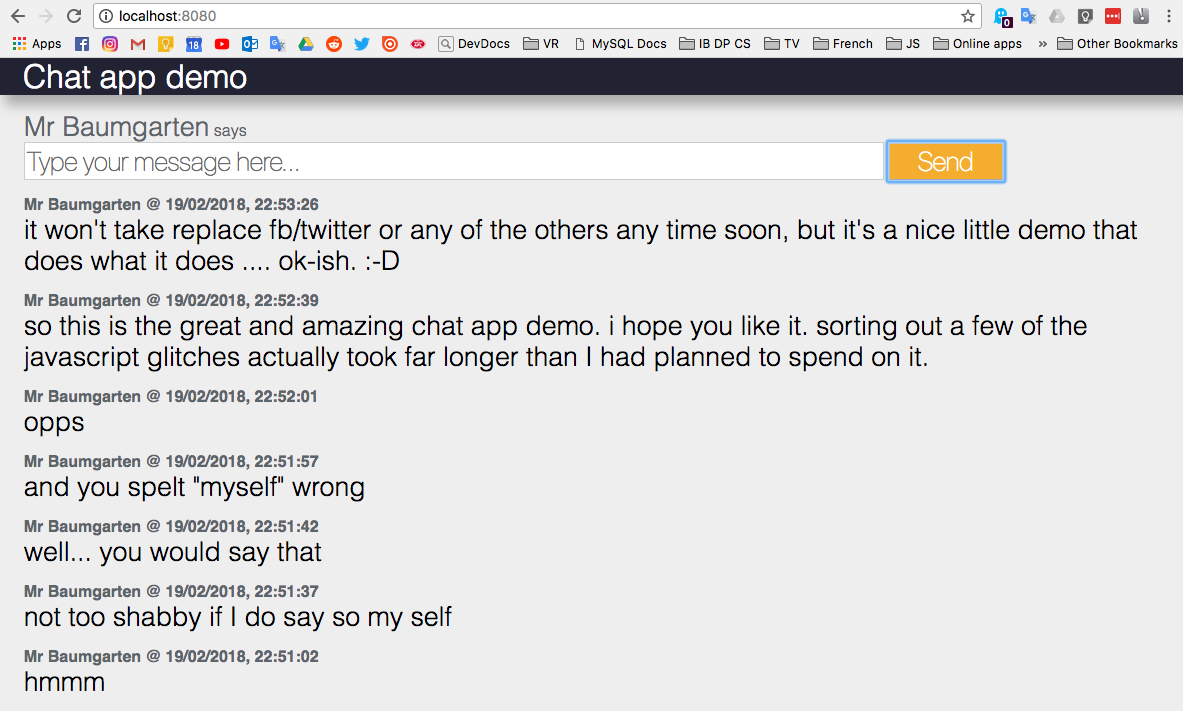 localhost:8080
0
Apps 18 DevDocs VR MySQL Docs IB DP CS TV French JS Online apps » Other Bookmarks
Chat app demo
Mr Baumgarten says
Type your message here... Send
Mr Baumgarten @ 19/02/2018, 22:53:26
it won't take replace fb/twitter or any of the others any time soon, but it's a nice little demo that
does what it does .... ok-ish. :-D
Mr Baumgarten @ 19/02/2018, 22:52:39
so this is the great and amazing chat app demo. i hope you like it. sorting out a few of the
javascript glitches actually took far longer than I had planned to spend on it.
Mr Baumgarten @ 19/02/2018, 22:52:01
opps
Mr Baumgarten @ 19/02/2018, 22:51:57
and you spelt "myself" wrong
Mr Baumgarten @ 19/02/2018, 22:51:42
well... you would say that
Mr Baumgarten @ 19/02/2018, 22:51:37
not too shabby if I do say so my self
Mr Baumgarten @ 19/02/2018, 22:51:02
hmmm